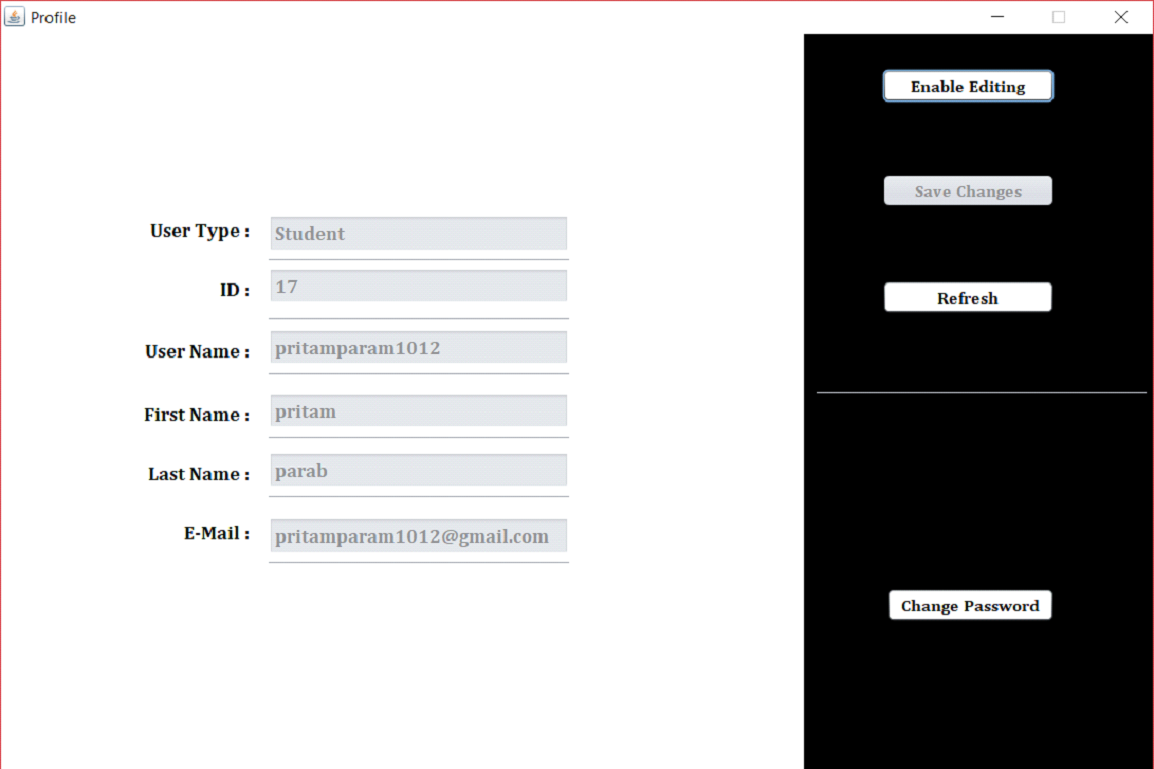 Profile
Enable Editing
Save Changes
Refresh
User Type : Student
ID : 17
User Name : pritamparam1012
First Name : pritam
Last Name : parab
E-Mail : pritamparam1012@gmail.com
Change Password